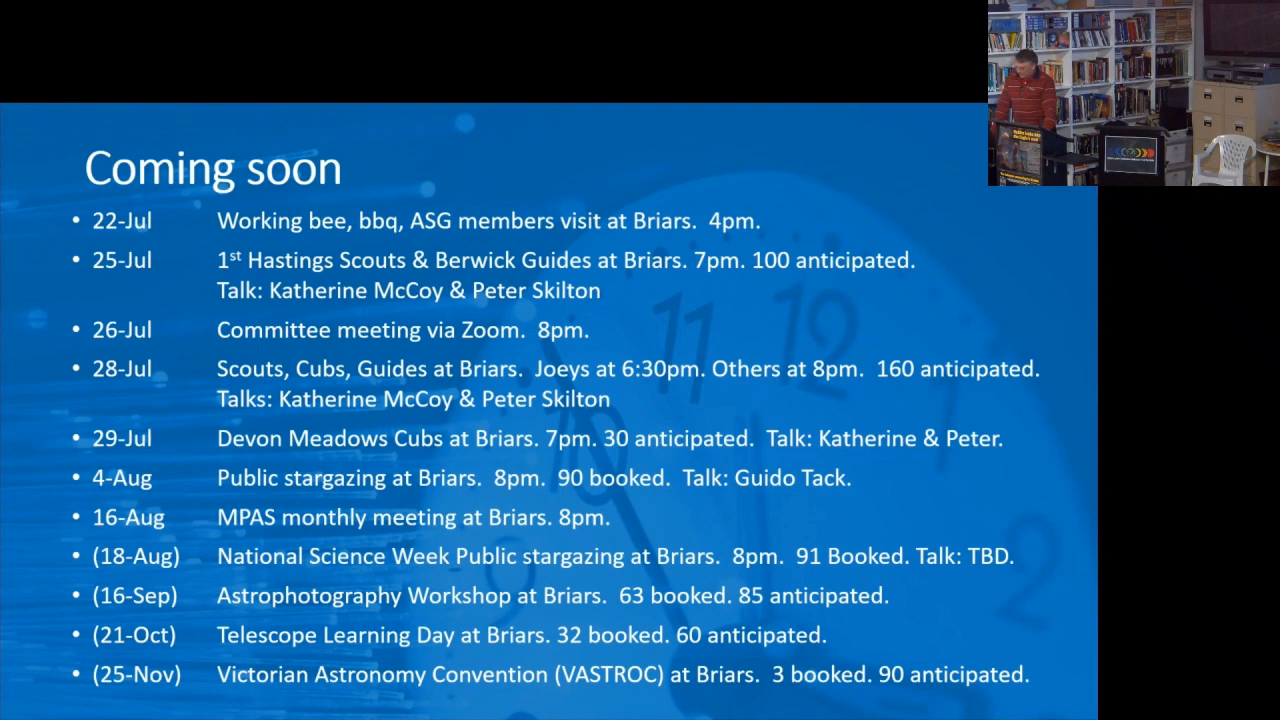 Coming soon
• 22-Jul Working bee, bbq, ASG members visit at Briars. 4pm.
• 25-Jul 1st Hastings Scouts & Berwick Guides at Briars. 7pm. 100 anticipated.
Talk: Katherine McCoy & Peter Skilton
• 26-Jul Committee meeting via Zoom. 8pm.
• 28-Jul Scouts, Cubs, Guides at Briars. Joeys at 6:30pm. Others at 8pm. 160 anticipated.
Talks: Katherine McCoy & Peter Skilton
• 29-Jul Devon Meadows Cubs at Briars. 7pm. 30 anticipated. Talk: Katherine & Peter.
• 4-Aug Public stargazing at Briars. 8pm. 90 booked. Talk: Guido Tack.
• 16-Aug MPAS monthly meeting at Briars. 8pm.
• (18-Aug) National Science Week Public stargazing at Briars. 8pm. 91 Booked. Talk: TBD.
• (16-Sep) Astrophotography Workshop at Briars. 63 booked. 85 anticipated.
• (21-Oct) Telescope Learning Day at Briars. 32 booked. 60 anticipated.
• (25-Nov) Victorian Astronomy Convention (VASTROC) at Briars. 3 booked. 90 anticipated.
11
12
10
1
2
9